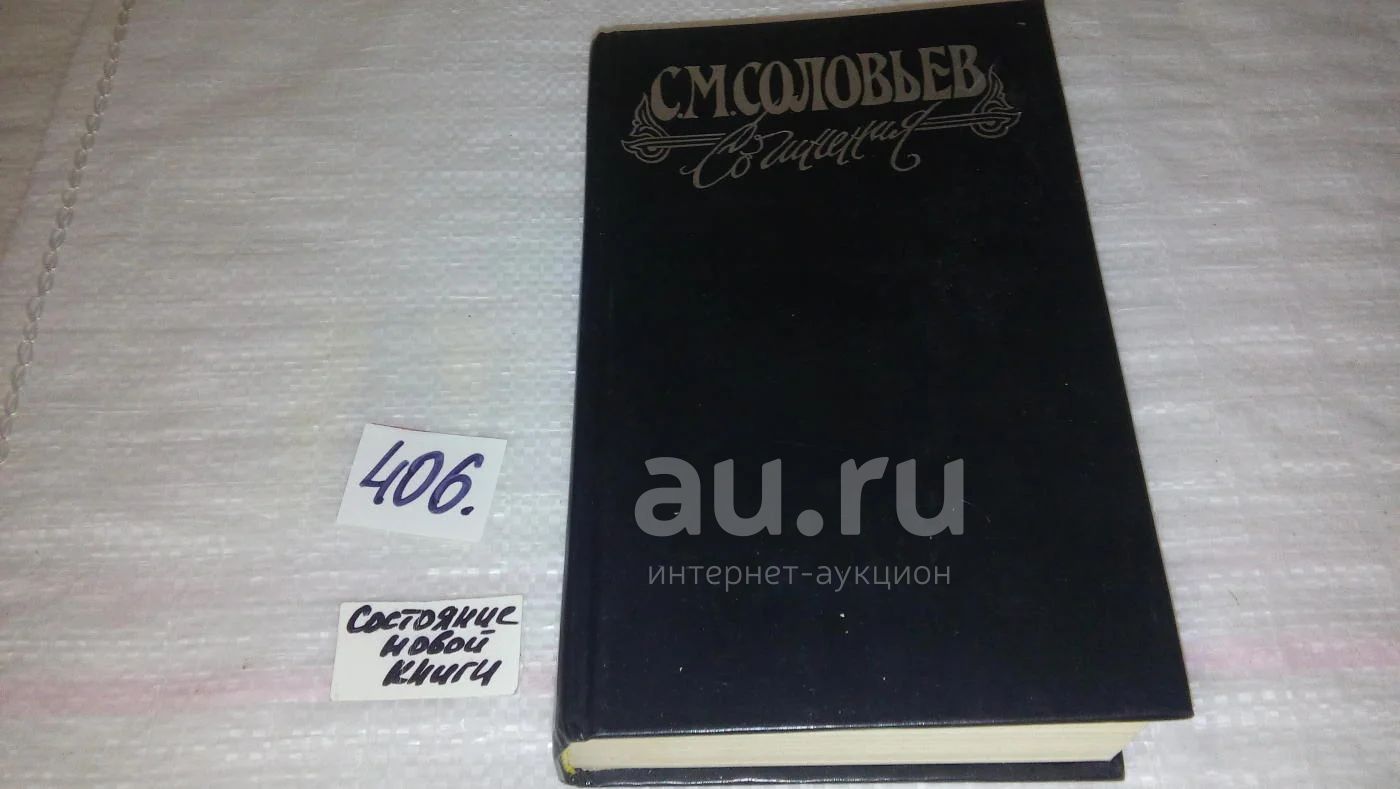 С.М.СОЛОВЬЕВ
Сочинения
406.
au.ru
интернет-аукцион
Состояние
новой
книги